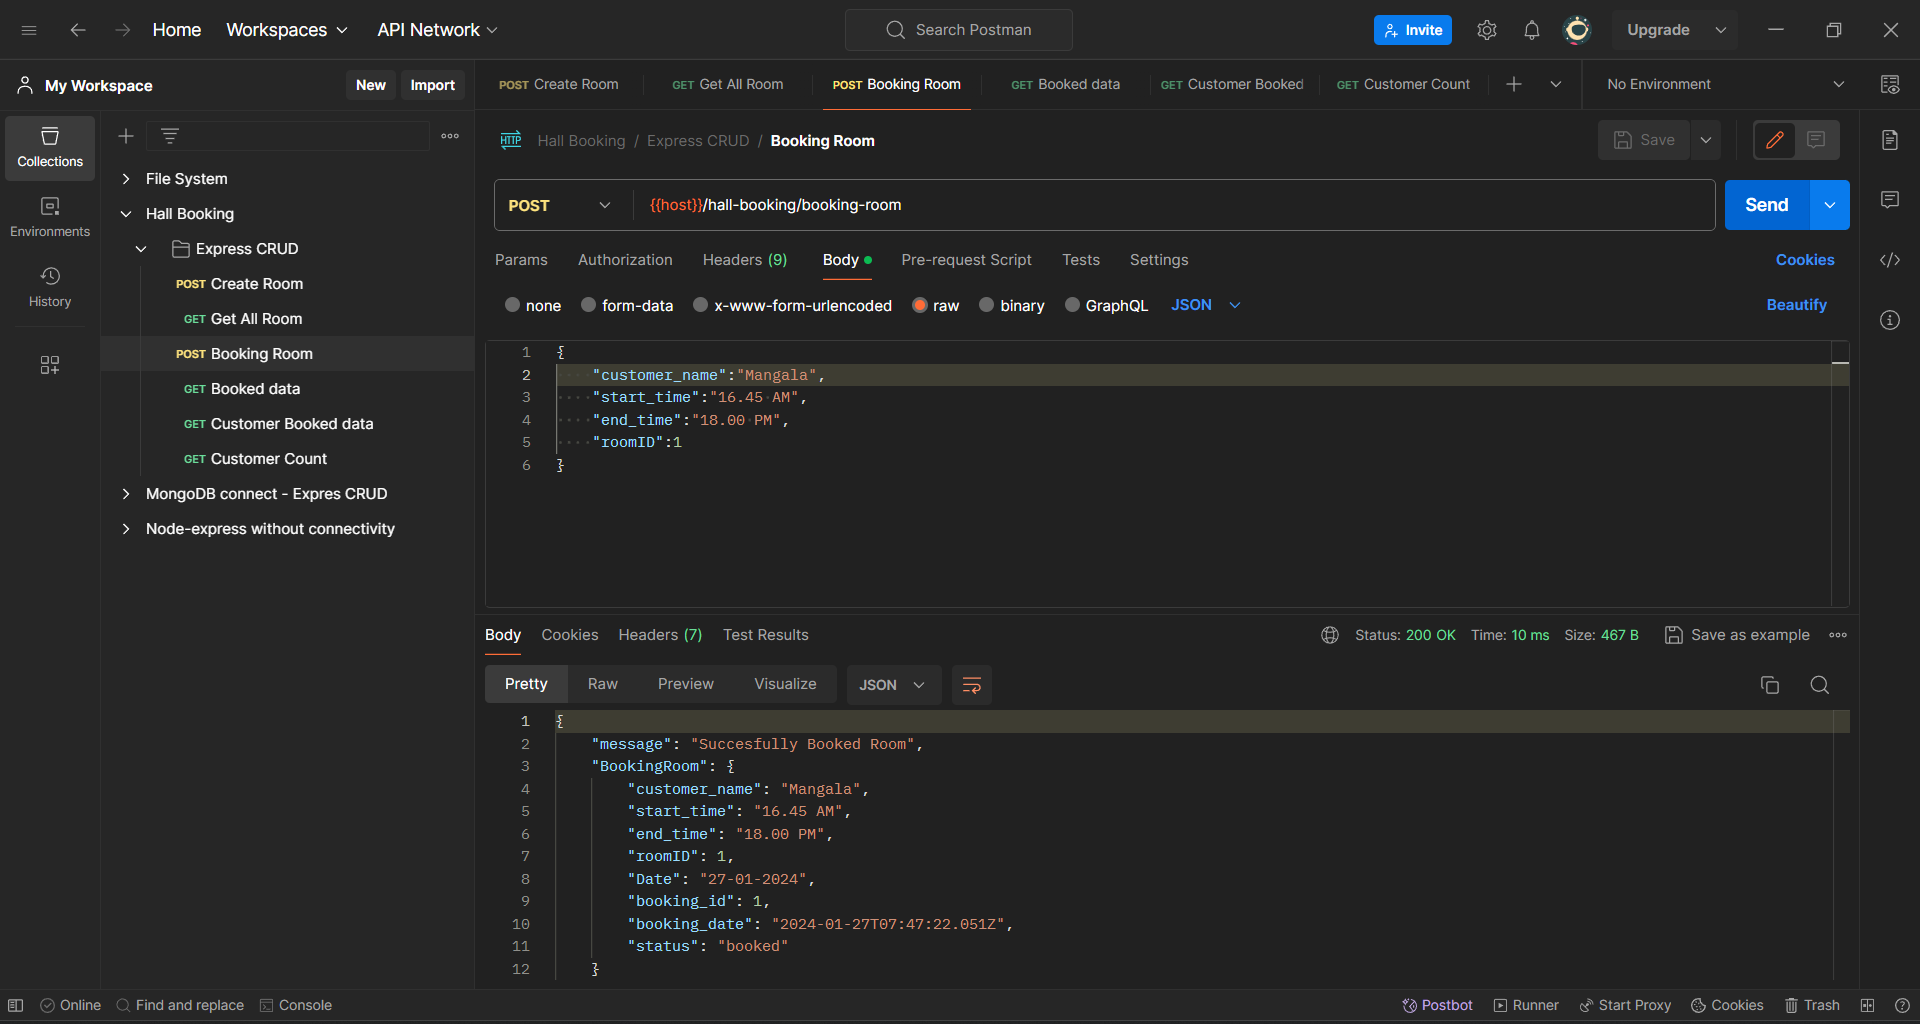 Home Workspaces API Network Search Postman Invite Upgrade
My Workspace New Import
POST Create Room GET Get All Room POST Booking Room GET Booked data GET Customer Booked GET Customer Count No Environment
Collections
Environments
History
File System
Hall Booking
Express CRUD
POST Create Room
GET Get All Room
POST Booking Room
GET Booked data
GET Customer Booked data
GET Customer Count
MongoDB connect - Expres CRUD
Node-express without connectivity
HTTP Hall Booking / Express CRUD / Booking Room Save
POST {{host}}/hall-booking/booking-room Send
Params Authorization Headers (9) Body Pre-request Script Tests Settings Cookies
none form-data x-www-form-urlencoded raw binary GraphQL JSON Beautify
1 {
2 "customer_name":"Mangala",
3 "start_time":"16.45 AM",
4 "end_time":"18.00 PM",
5 "roomID":1
6 }
Body Cookies Headers (7) Test Results Status: 200 OK Time: 10 ms Size: 467 B Save as example
Pretty Raw Preview Visualize JSON
1 {
2 "message": "Succesfully Booked Room",
3 "BookingRoom": {
4 "customer_name": "Mangala",
5 "start_time": "16.45 AM",
6 "end_time": "18.00 PM",
7 "roomID": 1,
8 "Date": "27-01-2024",
9 "booking_id": 1,
10 "booking_date": "2024-01-27T07:47:22.051Z",
11 "status": "booked"
12 }
Online Find and replace Console Postbot Runner Start Proxy Cookies Trash